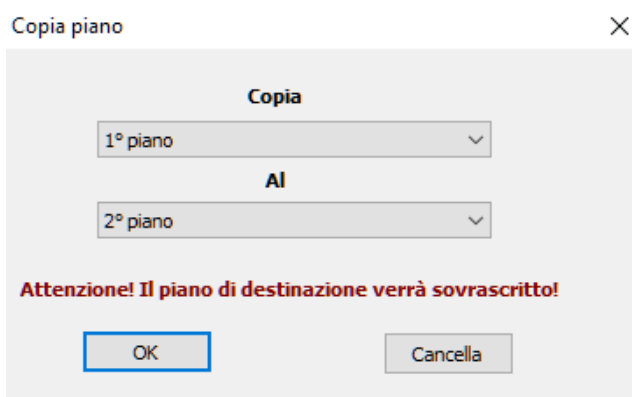 Copia piano
Copia
1° piano
Al
2° piano
Attenzione! Il piano di destinazione verrà sovrascritto!
OK
Cancella